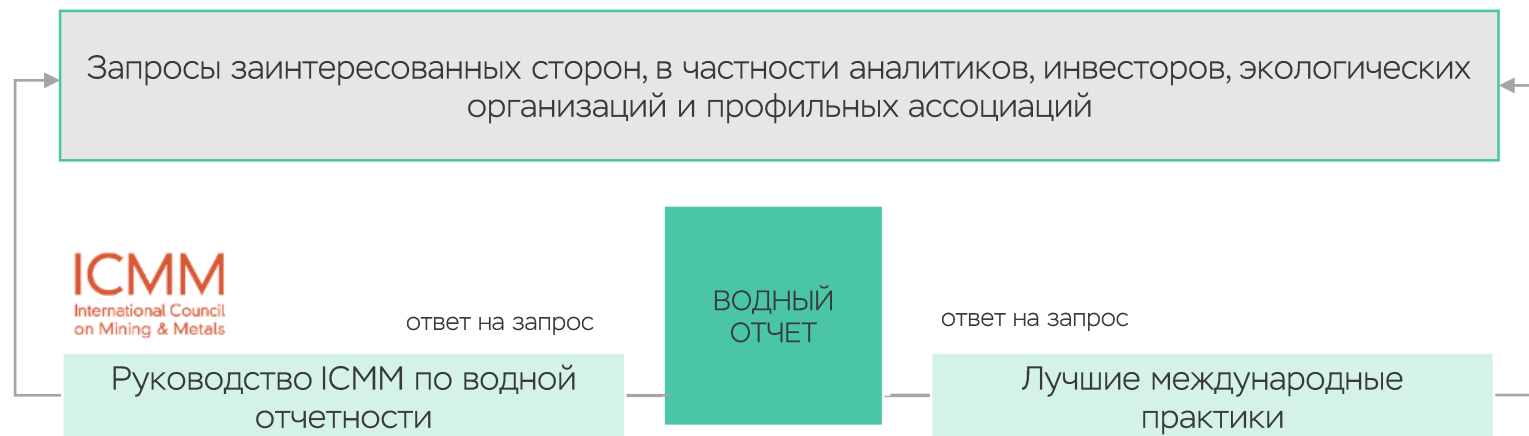 Запросы заинтересованных сторон, в частности аналитиков, инвесторов, экологических
организаций и профильных ассоциаций
ICMM
International Council
on Mining & Metals
ответ на запрос
ВОДНЫЙ
ОТЧЕТ
ответ на запрос
Руководство ICMM по водной
отчетности
Лучшие международные
практики